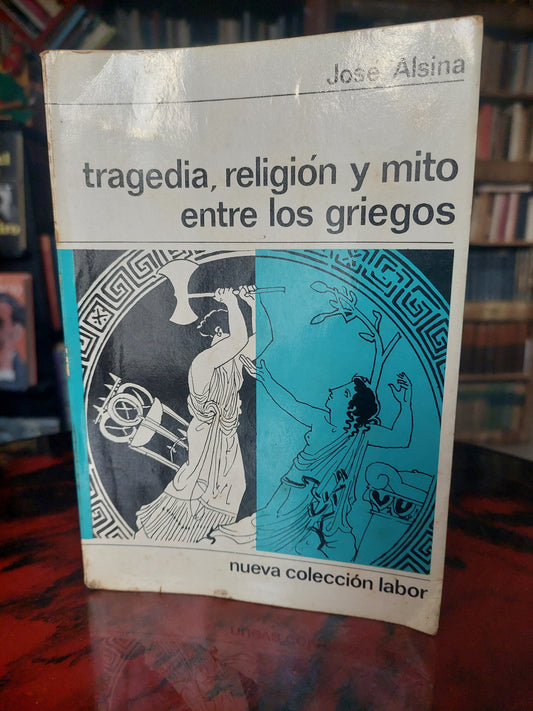 Jose Alsina
tragedia, religión y mito
entre los griegos
nueva colección labor